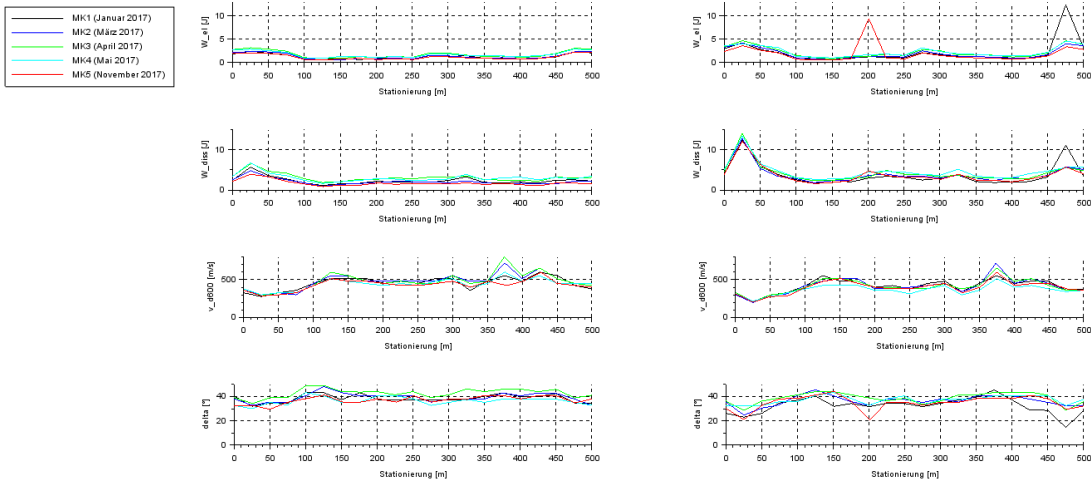 MK1 (Januar 2017)
MK2 (März 2017)
MK3 (April 2017)
MK4 (Mai 2017)
MK5 (November 2017)
W_el [J]
10
5
0
0 50 100 150 200 250 300 350 400 450 500
Stationierung [m]
W_el [J]
10
5
0
0 50 100 150 200 250 300 350 400 450 500
Stationierung [m]
W_diss [J]
10
0
0 50 100 150 200 250 300 350 400 450 500
Stationierung [m]
W_diss [J]
10
0
0 50 100 150 200 250 300 350 400 450 500
Stationierung [m]
v_d600 [m/s]
500
0
0 50 100 150 200 250 300 350 400 450 500
Stationierung [m]
v_d600 [m/s]
500
0
0 50 100 150 200 250 300 350 400 450 500
Stationierung [m]
delta [°]
40
20
0
0 50 100 150 200 250 300 350 400 450 500
Stationierung [m]
delta [°]
40
20
0
0 50 100 150 200 250 300 350 400 450 500
Stationierung [m]